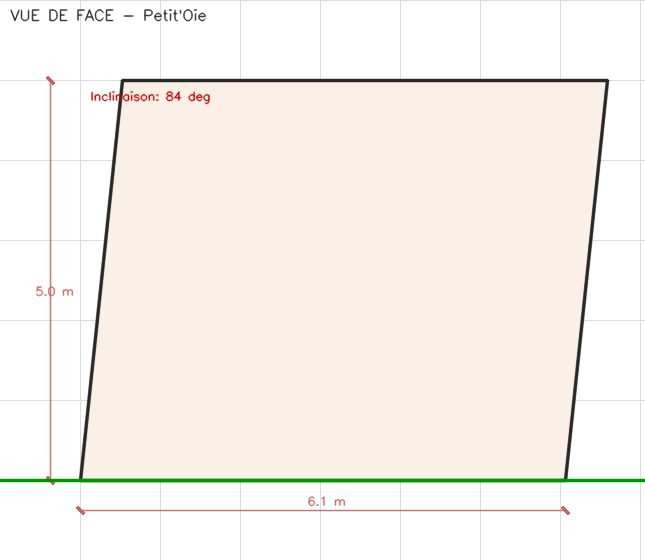 VUE DE FACE – Petit'Oie
Inclinaison: 84 deg
5.0 m
6.1 m